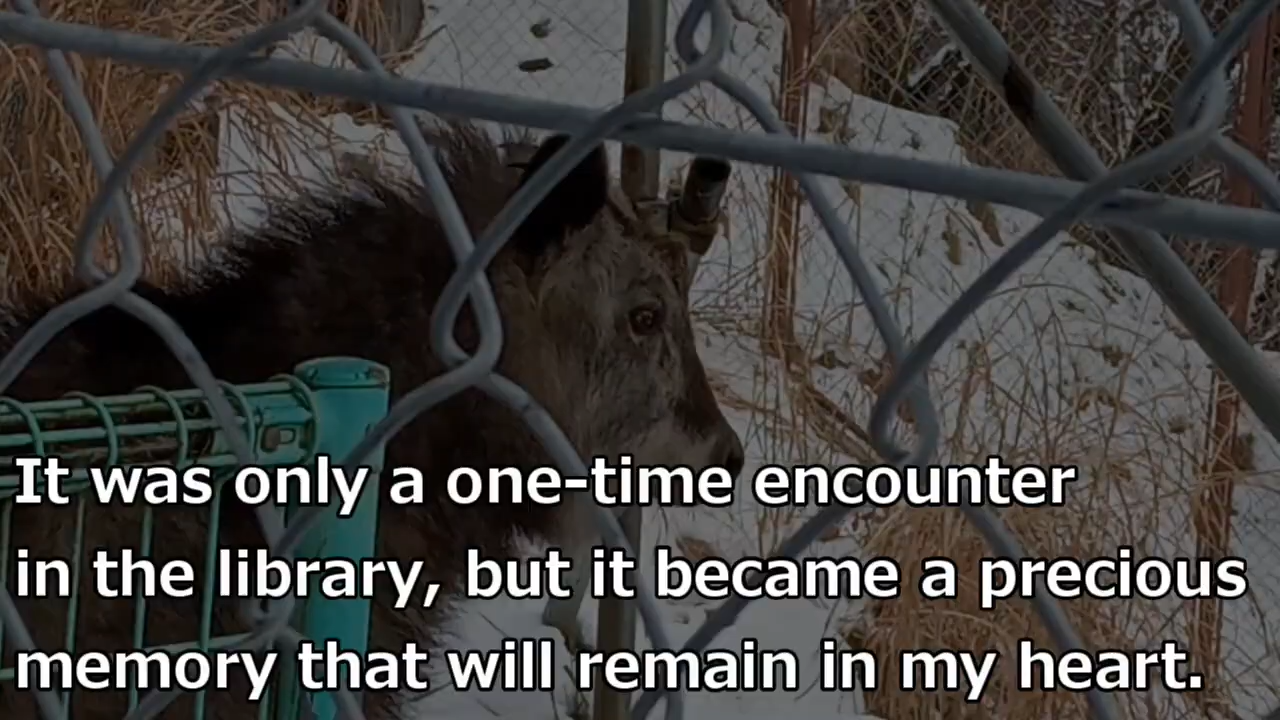 It was only a one-time encounter
in the library, but it became a precious
memory that will remain in my heart.